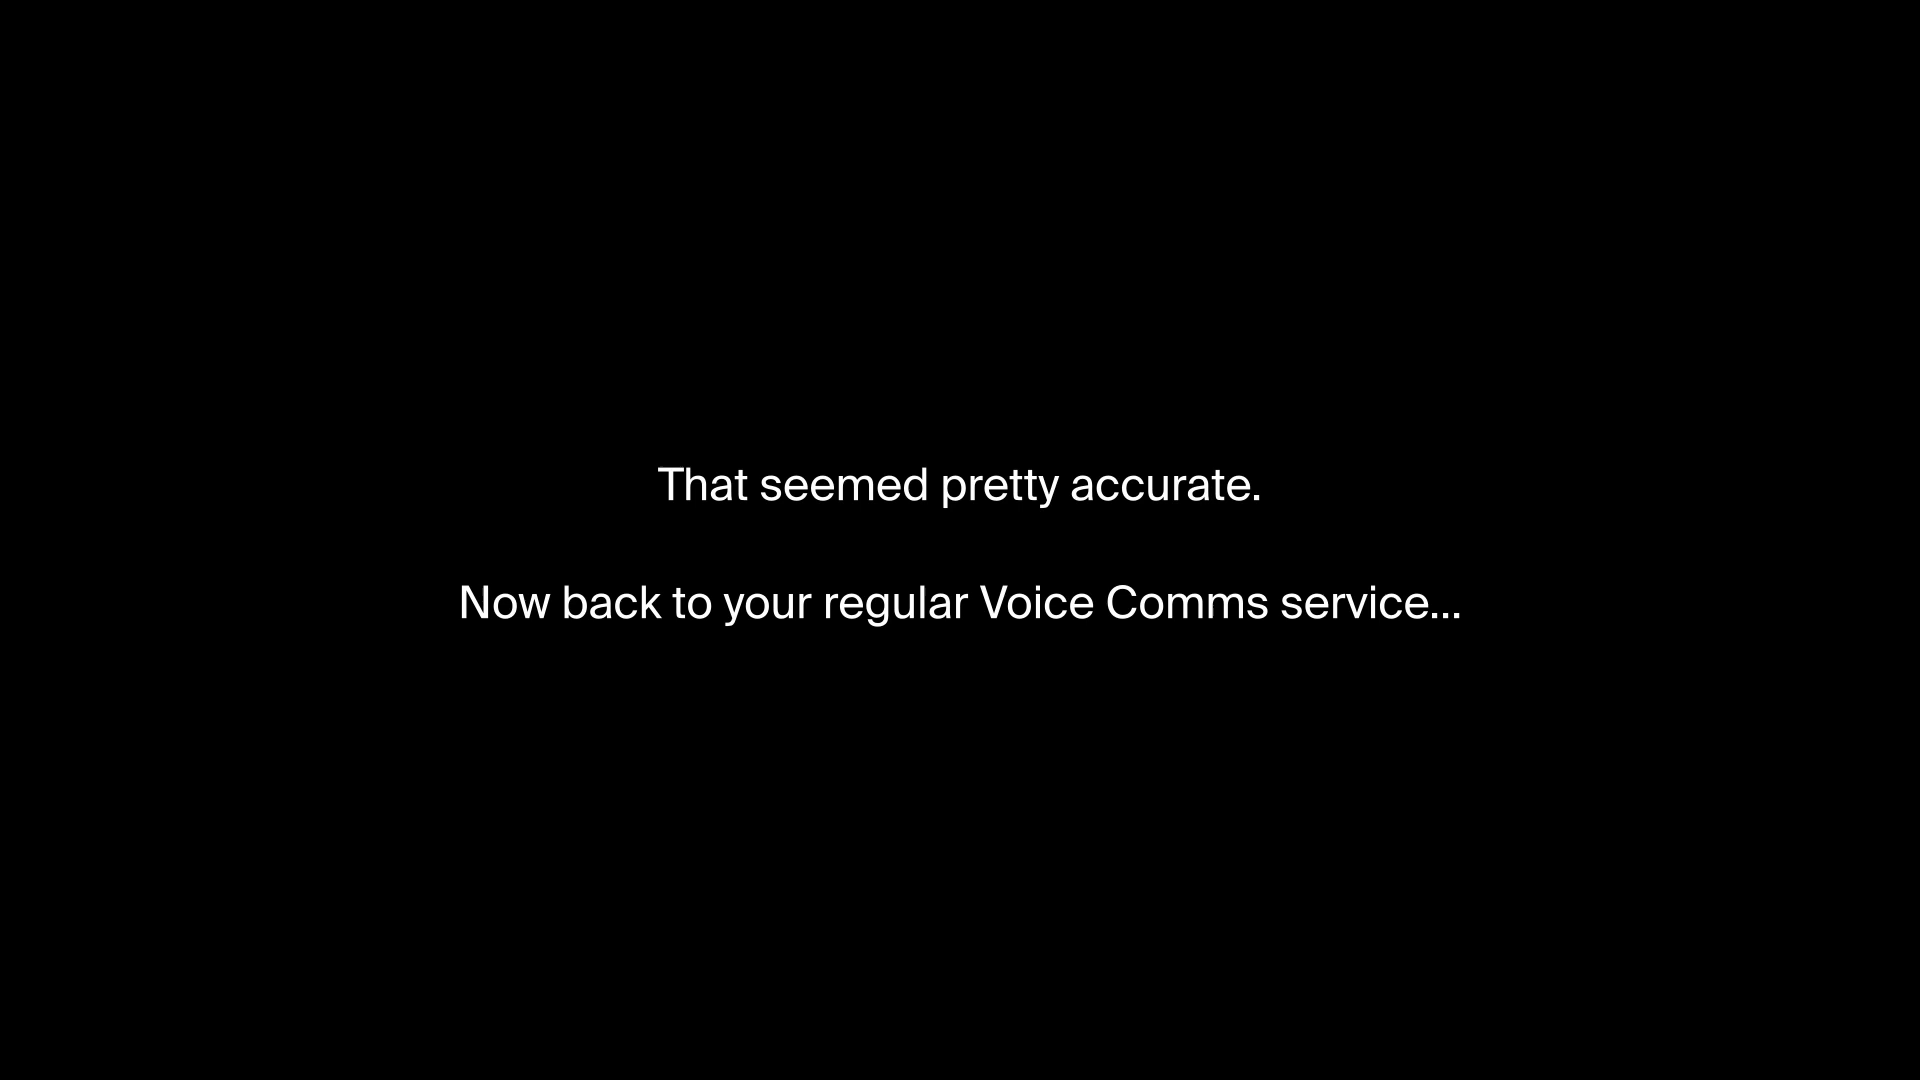 That seemed pretty accurate.
Now back to your regular Voice Comms service...